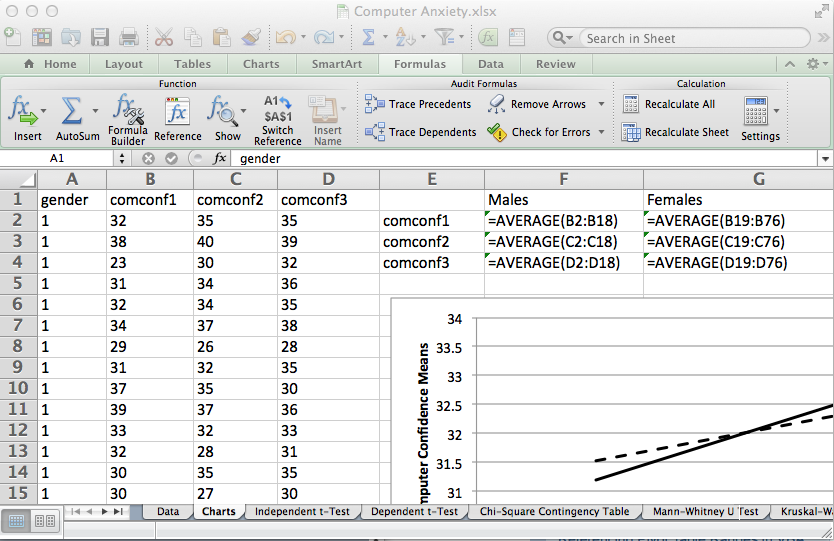 Computer Anxiety.xlsx
Search in Sheet
Home Layout Tables Charts SmartArt Formulas Data Review
Function Audit Formulas Calculation
fx Σ fx fx fx A1 $A$1
Insert AutoSum Formula Builder Reference Show Switch Reference Insert Name
Trace Precedents Remove Arrows Recalculate All
Trace Dependents Check for Errors Recalculate Sheet Settings
A1 fx gender
A B C D E F G
1 gender comconf1 comconf2 comconf3 Males Females
2 1 32 35 35 comconf1 =AVERAGE(B2:B18) =AVERAGE(B19:B76)
3 1 38 40 39 comconf2 =AVERAGE(C2:C18) =AVERAGE(C19:C76)
4 1 23 30 32 comconf3 =AVERAGE(D2:D18) =AVERAGE(D19:D76)
5 1 31 34 36
6 1 32 34 35
7 1 34 37 38
8 1 29 26 28
9 1 31 32 35
10 1 37 35 30
11 1 39 37 36
12 1 33 32 33
13 1 32 28 31
14 1 30 35 35
15 1 30 27 30
34
33.5
33
32.5
32
31.5
31
mputer Confidence Means
Data Charts Independent t-Test Dependent t-Test Chi-Square Contingency Table Mann-Whitney U Test Kruskal-Wa